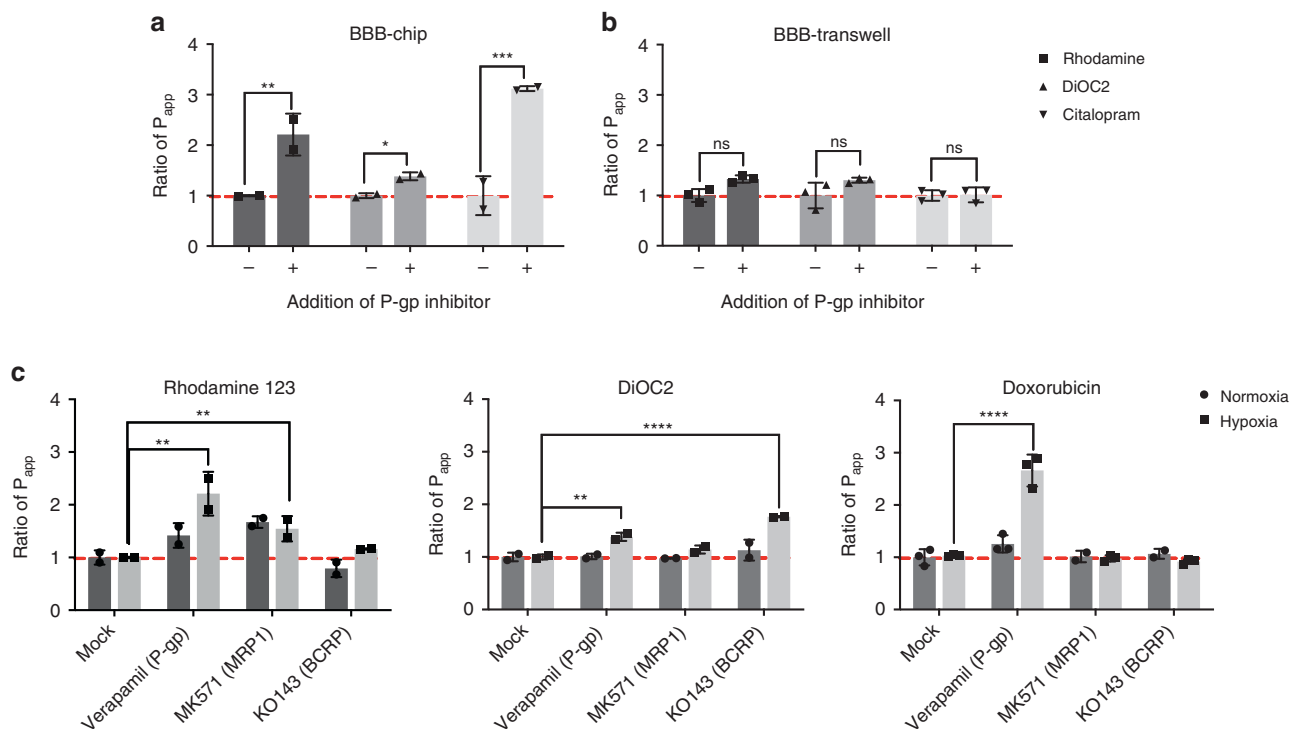 a
BBB-chip
Ratio of Papp
4
3
2
1
0
**
*
***
− + − + − +
Addition of P-gp inhibitor
b
BBB-transwell
Ratio of Papp
4
3
2
1
0
ns
ns
ns
− + − + − +
Addition of P-gp inhibitor
Rhodamine
DiOC2
Citalopram
c
Rhodamine 123
Ratio of Papp
4
3
2
1
0
**
**
Mock
Verapamil (P-gp)
MK571 (MRP1)
KO143 (BCRP)
DiOC2
Ratio of Papp
4
3
2
1
0
****
**
Mock
Verapamil (P-gp)
MK571 (MRP1)
KO143 (BCRP)
Doxorubicin
Ratio of Papp
4
3
2
1
0
****
Mock
Verapamil (P-gp)
MK571 (MRP1)
KO143 (BCRP)
Normoxia
Hypoxia